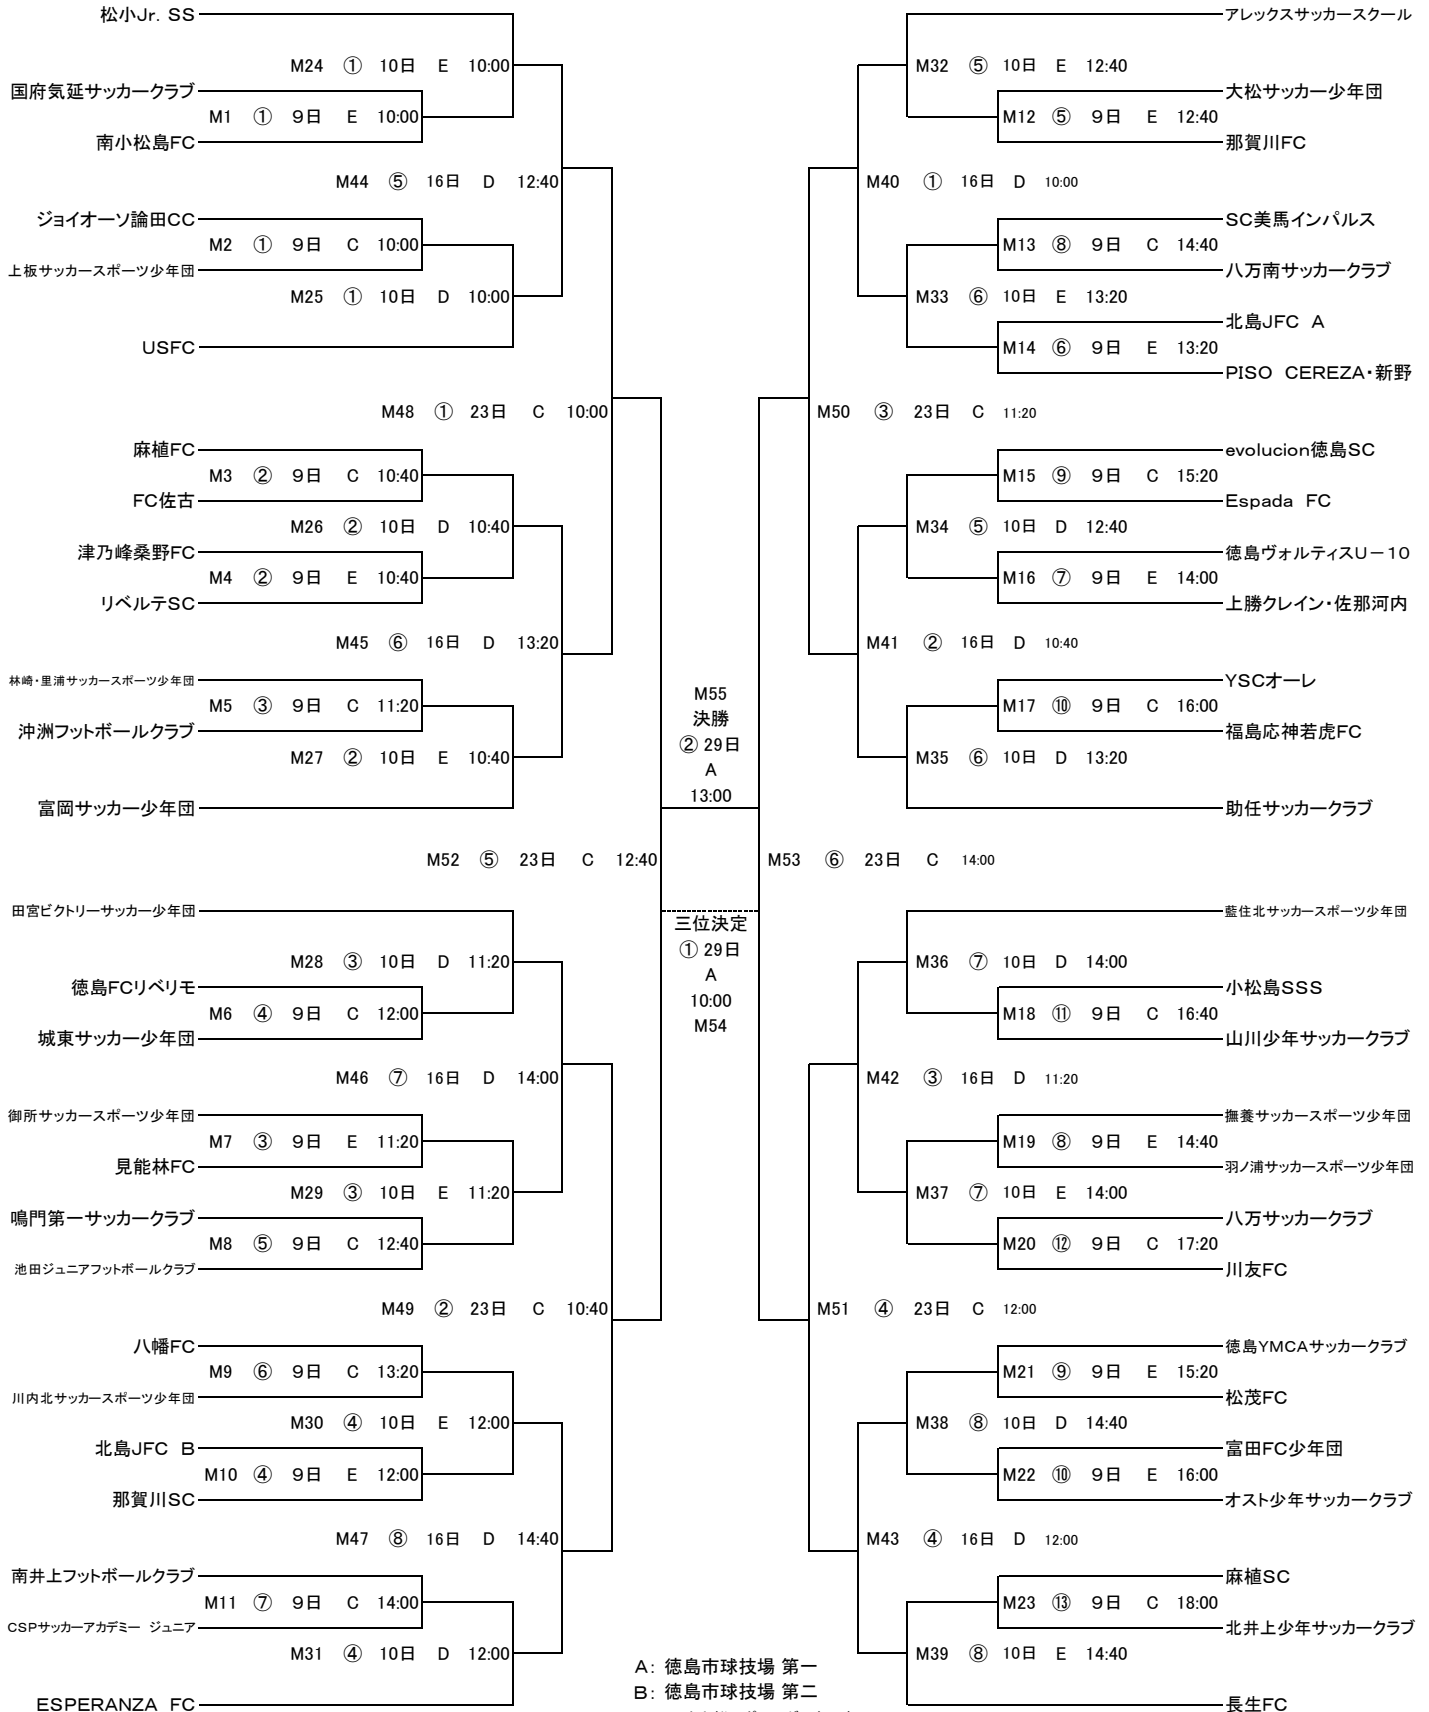 松小Jr. SS
M24 ① 10日 E 10:00
国府気延サッカークラブ
M1 ① 9日 E 10:00
南小松島FC
M44 ⑤ 16日 D 12:40
ジョイオーソ論田CC
M2 ① 9日 C 10:00
上板サッカースポーツ少年団
M25 ① 10日 D 10:00
USFC
M48 ① 23日 C 10:00
麻植FC
M3 ② 9日 C 10:40
FC佐古
M26 ② 10日 D 10:40
津乃峰桑野FC
M4 ② 9日 E 10:40
リベルテSC
M45 ⑥ 16日 D 13:20
林崎・里浦サッカースポーツ少年団
M5 ③ 9日 C 11:20
沖洲フットボールクラブ
M27 ② 10日 E 10:40
富岡サッカー少年団
M52 ⑤ 23日 C 12:40
田宮ビクトリーサッカー少年団
M28 ③ 10日 D 11:20
徳島FCリベリモ
M6 ④ 9日 C 12:00
城東サッカー少年団
M46 ⑦ 16日 D 14:00
御所サッカースポーツ少年団
M7 ③ 9日 E 11:20
見能林FC
M29 ③ 10日 E 11:20
鳴門第一サッカークラブ
M8 ⑤ 9日 C 12:40
池田ジュニアフットボールクラブ
M49 ② 23日 C 10:40
八幡FC
M9 ⑥ 9日 C 13:20
川内北サッカースポーツ少年団
M30 ④ 10日 E 12:00
北島JFC B
M10 ④ 9日 E 12:00
那賀川SC
M47 ⑧ 16日 D 14:40
南井上フットボールクラブ
M11 ⑦ 9日 C 14:00
CSPサッカーアカデミー ジュニア
M31 ④ 10日 D 12:00
ESPERANZA FC
M55
決勝
② 29日
A
13:00
三位決定
① 29日
A
10:00
M54
アレックスサッカースクール
M32 ⑤ 10日 E 12:40
大松サッカー少年団
M12 ⑤ 9日 E 12:40
那賀川FC
M40 ① 16日 D 10:00
SC美馬インパルス
M13 ⑧ 9日 C 14:40
八万南サッカークラブ
M33 ⑥ 10日 E 13:20
北島JFC A
M14 ⑥ 9日 E 13:20
PISO CEREZA・新野
M50 ③ 23日 C 11:20
evolucion徳島SC
M15 ⑨ 9日 C 15:20
Espada FC
M34 ⑤ 10日 D 12:40
徳島ヴォルティスU－10
M16 ⑦ 9日 E 14:00
上勝クレイン・佐那河内
M41 ② 16日 D 10:40
YSCオーレ
M17 ⑩ 9日 C 16:00
福島応神若虎FC
M35 ⑥ 10日 D 13:20
助任サッカークラブ
M53 ⑥ 23日 C 14:00
藍住北サッカースポーツ少年団
M36 ⑦ 10日 D 14:00
小松島SSS
M18 ⑪ 9日 C 16:40
山川少年サッカークラブ
M42 ③ 16日 D 11:20
撫養サッカースポーツ少年団
M19 ⑧ 9日 E 14:40
羽ノ浦サッカースポーツ少年団
M37 ⑦ 10日 E 14:00
八万サッカークラブ
M20 ⑫ 9日 C 17:20
川友FC
M51 ④ 23日 C 12:00
徳島YMCAサッカークラブ
M21 ⑨ 9日 E 15:20
松茂FC
M38 ⑧ 10日 D 14:40
富田FC少年団
M22 ⑩ 9日 E 16:00
オスト少年サッカークラブ
M43 ④ 16日 D 12:00
麻植SC
M23 ⑬ 9日 C 18:00
北井上少年サッカークラブ
M39 ⑧ 10日 E 14:40
長生FC
A: 徳島市球技場 第一
B: 徳島市球技場 第二